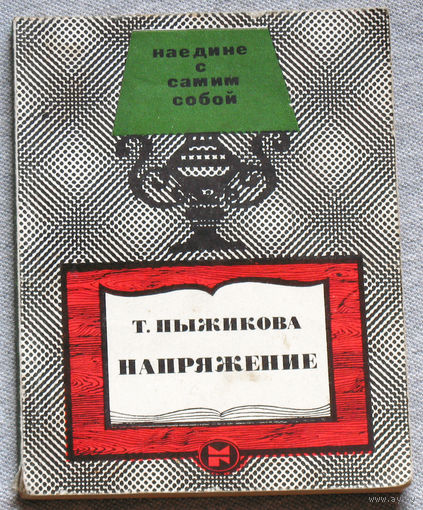 наедине
с
самим
собой
Т. ПЫЖИКОВА
НАПРЯЖЕНИЕ